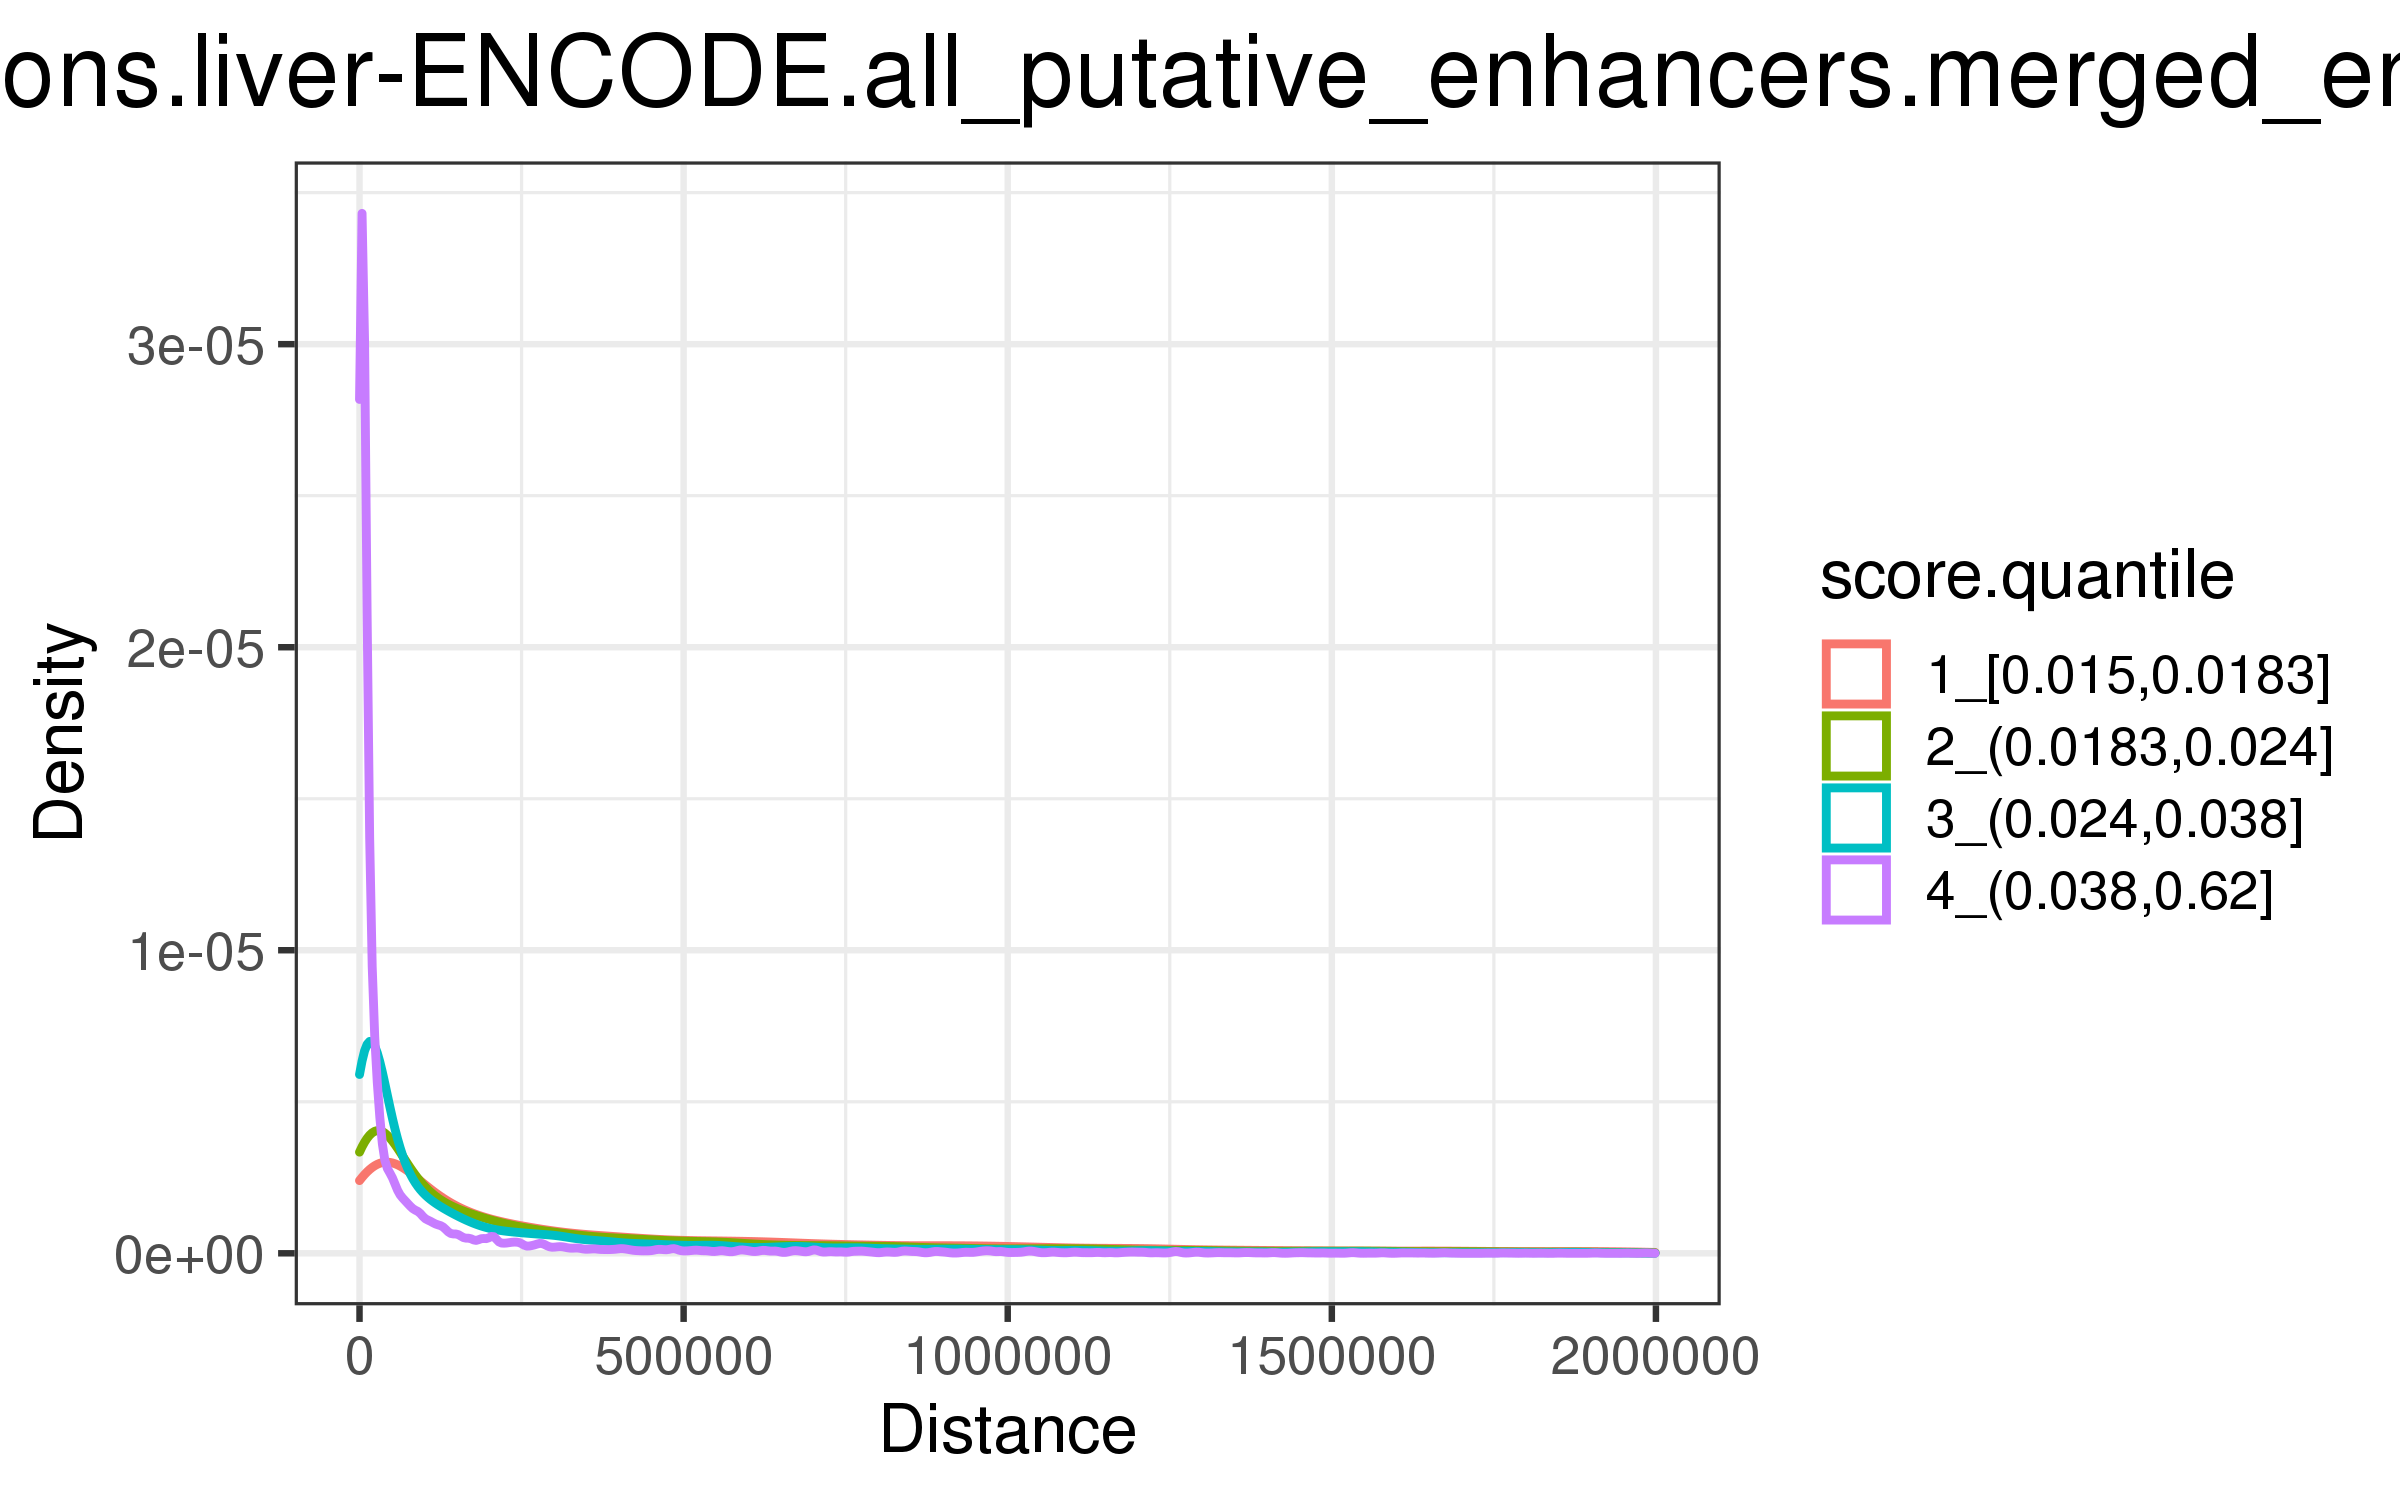 ons.liver-ENCODE.all_putative_enhancers.merged_er
3e-05
2e-05
1e-05
0e+00
Density
0
500000
1000000
1500000
2000000
Distance
score.quantile
1_[0.015,0.0183]
2_(0.0183,0.024]
3_(0.024,0.038]
4_(0.038,0.62]